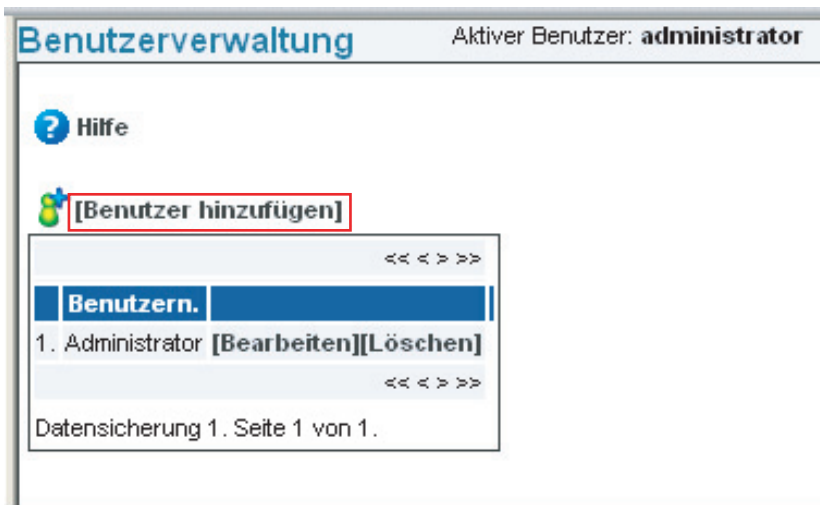 Benutzerverwaltung Aktiver Benutzer: administrator
Hilfe
[Benutzer hinzufügen]
<< < > >>
Benutzern.
1. Administrator [Bearbeiten][Löschen]
<< < > >>
Datensicherung 1. Seite 1 von 1.